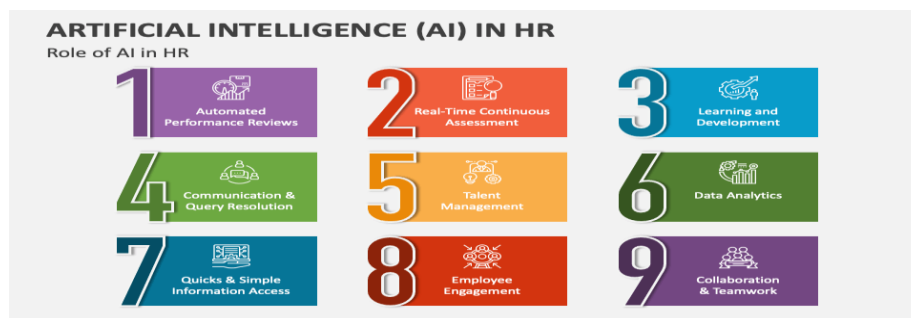 ARTIFICIAL INTELLIGENCE (AI) IN HR
Role of AI in HR
1
Automated
Performance Reviews
2
Real-Time Continuous
Assessment
3
Learning and
Development
4
Communication &
Query Resolution
5
Talent
Management
6
Data Analytics
7
Quicks & Simple
Information Access
8
Employee
Engagement
9
Collaboration
& Teamwork